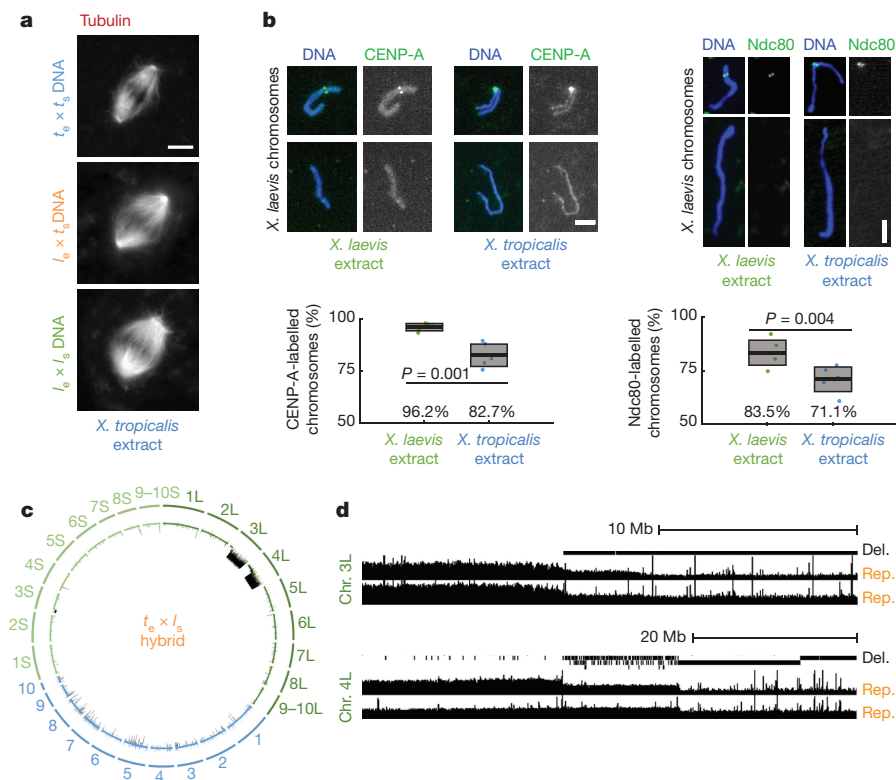 a
Tubulin
te × ts DNA
le × ts DNA
le × ls DNA
X. tropicalis
extract
b
DNA
CENP-A
DNA
CENP-A
X. laevis chromosomes
X. laevis
extract
X. tropicalis
extract
DNA
Ndc80
DNA
Ndc80
X. laevis chromosomes
X. laevis
extract
X. tropicalis
extract
CENP-A-labelled
chromosomes (%)
100
75
50
P = 0.001
96.2%
82.7%
X. laevis
extract
X. tropicalis
extract
Ndc80-labelled
chromosomes (%)
100
75
50
P = 0.004
83.5%
71.1%
X. laevis
extract
X. tropicalis
extract
c
1L
2L
3L
4L
5L
6L
7L
8L
9–10L
1
2
3
4
5
6
7
8
9
10
1S
2S
3S
4S
5S
6S
7S
8S
9–10S
te × ls
hybrid
d
10 Mb
Chr. 3L
Del.
Rep.
Rep.
20 Mb
Chr. 4L
Del.
Rep.
Rep.